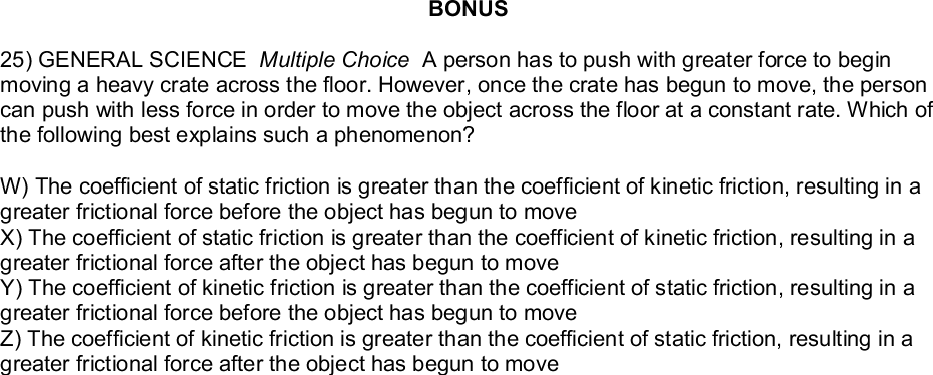 BONUS
25) GENERAL SCIENCE Multiple Choice A person has to push with greater force to begin
moving a heavy crate across the floor. However, once the crate has begun to move, the person
can push with less force in order to move the object across the floor at a constant rate. Which of
the following best explains such a phenomenon?
W) The coefficient of static friction is greater than the coefficient of kinetic friction, resulting in a
greater frictional force before the object has begun to move
X) The coefficient of static friction is greater than the coefficient of kinetic friction, resulting in a
greater frictional force after the object has begun to move
Y) The coefficient of kinetic friction is greater than the coefficient of static friction, resulting in a
greater frictional force before the object has begun to move
Z) The coefficient of kinetic friction is greater than the coefficient of static friction, resulting in a
greater frictional force after the object has begun to move